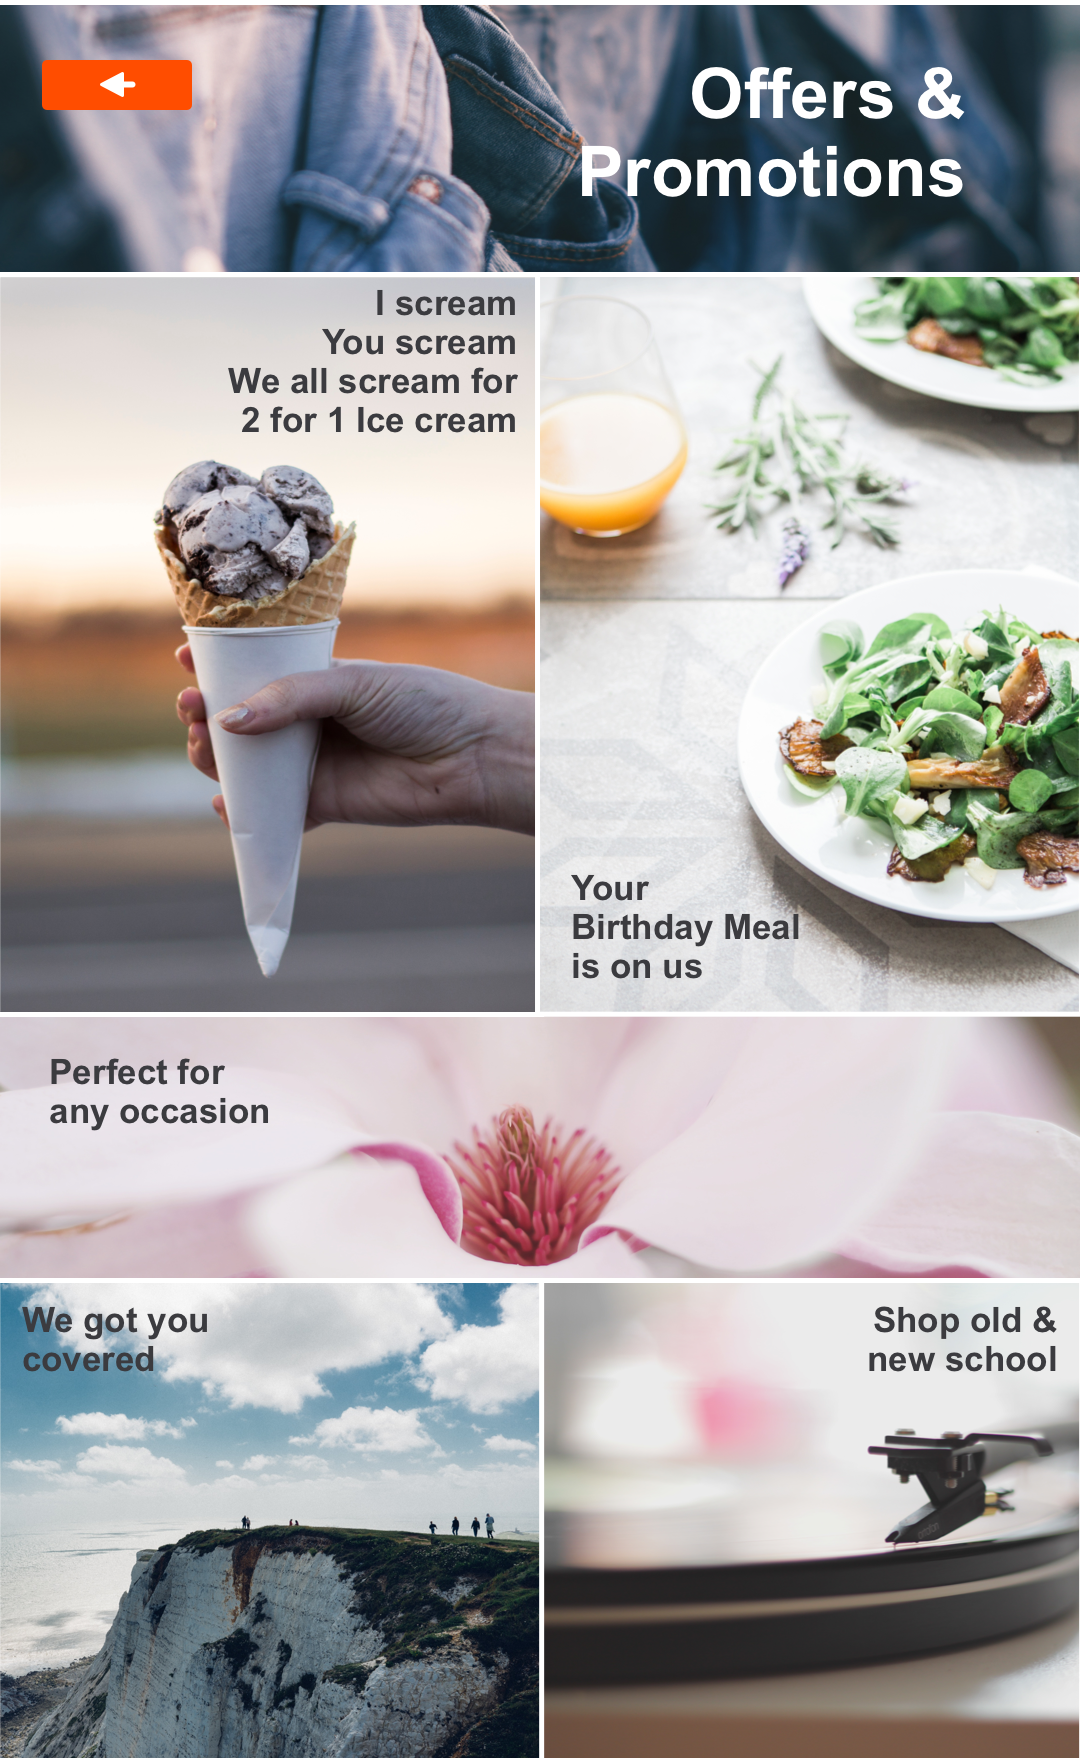 Offers &
Promotions
I scream
You scream
We all scream for
2 for 1 Ice cream
Your
Birthday Meal
is on us
Perfect for
any occasion
We got you
covered
Shop old &
new school